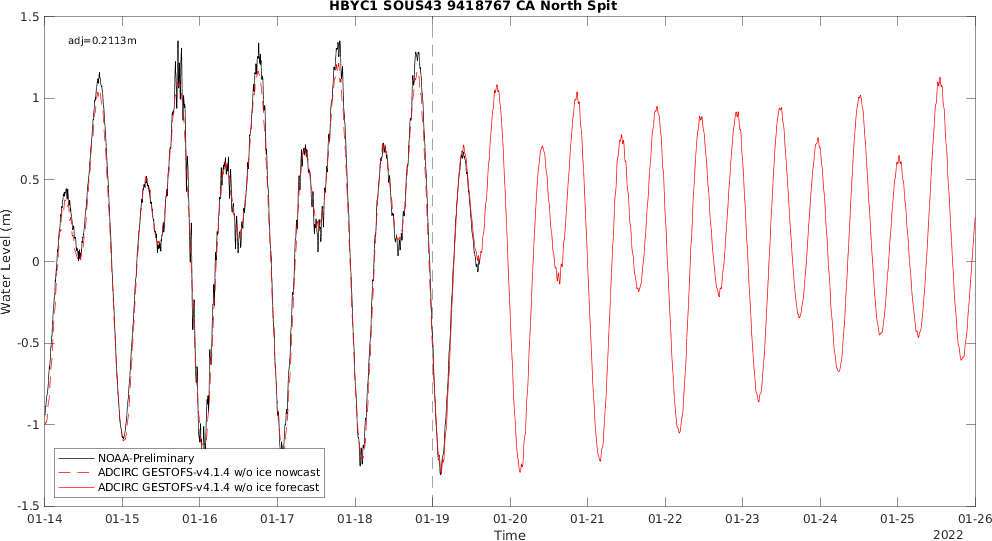 HBYC1 SOUS43 9418767 CA North Spit
adj=0.2113m
1.5
1
0.5
0
-0.5
-1
-1.5
Water Level (m)
NOAA-Preliminary
ADCIRC GESTOFS-v4.1.4 w/o ice nowcast
ADCIRC GESTOFS-v4.1.4 w/o ice forecast
01-14 01-15 01-16 01-17 01-18 01-19 01-20 01-21 01-22 01-23 01-24 01-25 01-26
Time
2022